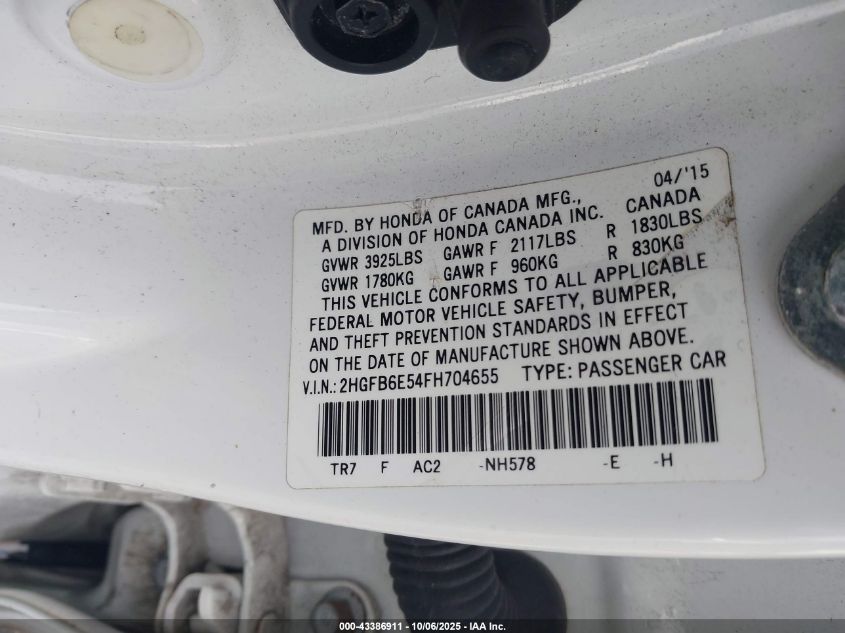 04/'15
MFD. BY HONDA OF CANADA MFG., CANADA
A DIVISION OF HONDA CANADA INC.
GVWR 3925LBS GAWR F 2117LBS R 1830LBS
GVWR 1780KG GAWR F 960KG R 830KG
THIS VEHICLE CONFORMS TO ALL APPLICABLE
FEDERAL MOTOR VEHICLE SAFETY, BUMPER,
AND THEFT PREVENTION STANDARDS IN EFFECT
ON THE DATE OF MANUFACTURE SHOWN ABOVE.
V.I.N.: 2HGFB6E54FH704655 TYPE: PASSENGER CAR
TR7 F AC2 -NH578 -E -H
000-43386911 - 10/06/2025 - IAA Inc.